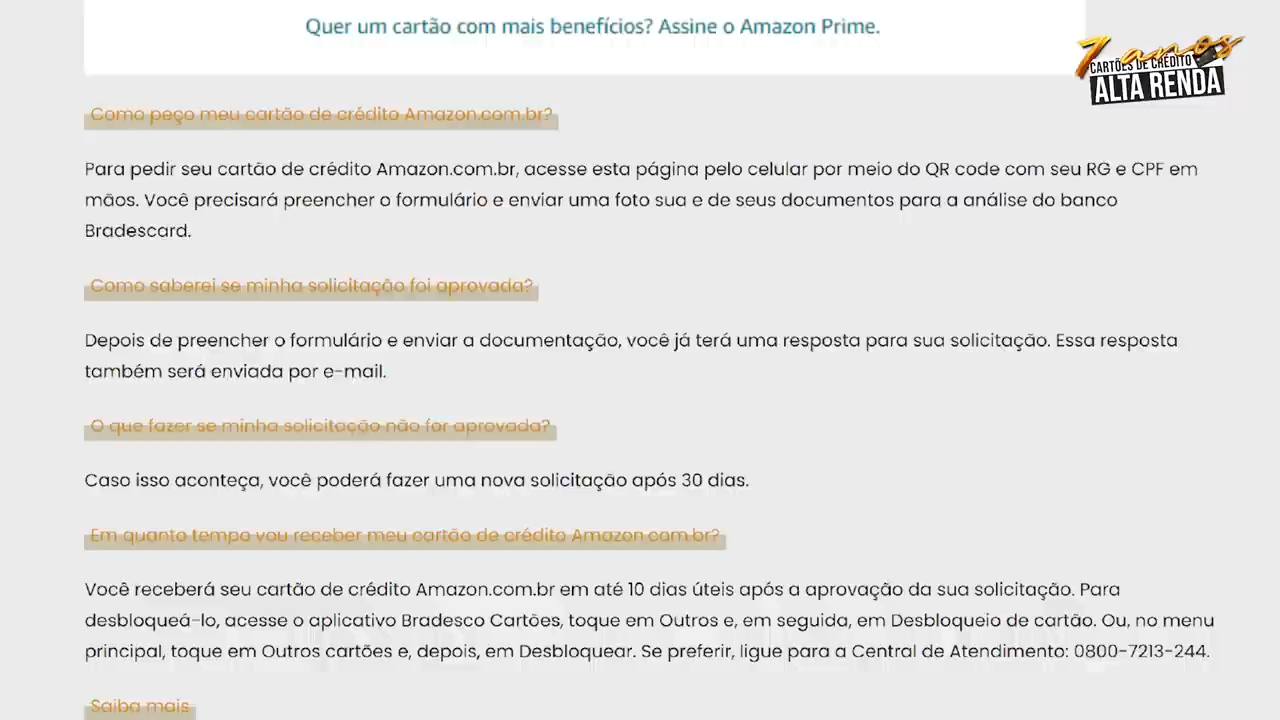 Quer um cartão com mais benefícios? Assine o Amazon Prime.
7 anos
CARTÕES DE CRÉDITO
ALTA RENDA
Como peço meu cartão de crédito Amazon.com.br?
Para pedir seu cartão de crédito Amazon.com.br, acesse esta página pelo celular por meio do QR code com seu RG e CPF em
mãos. Você precisará preencher o formulário e enviar uma foto sua e de seus documentos para a análise do banco
Bradescard.
Como saberei se minha solicitação foi aprovada?
Depois de preencher o formulário e enviar a documentação, você já terá uma resposta para sua solicitação. Essa resposta
também será enviada por e-mail.
O que fazer se minha solicitação não for aprovada?
Caso isso aconteça, você poderá fazer uma nova solicitação após 30 dias.
Em quanto tempo vou receber meu cartão de crédito Amazon.com.br?
Você receberá seu cartão de crédito Amazon.com.br em até 10 dias úteis após a aprovação da sua solicitação. Para
desbloqueá-lo, acesse o aplicativo Bradesco Cartões, toque em Outros e, em seguida, em Desbloqueio de cartão. Ou, no menu
principal, toque em Outros cartões e, depois, em Desbloquear. Se preferir, ligue para a Central de Atendimento: 0800-7213-244.
Saiba mais